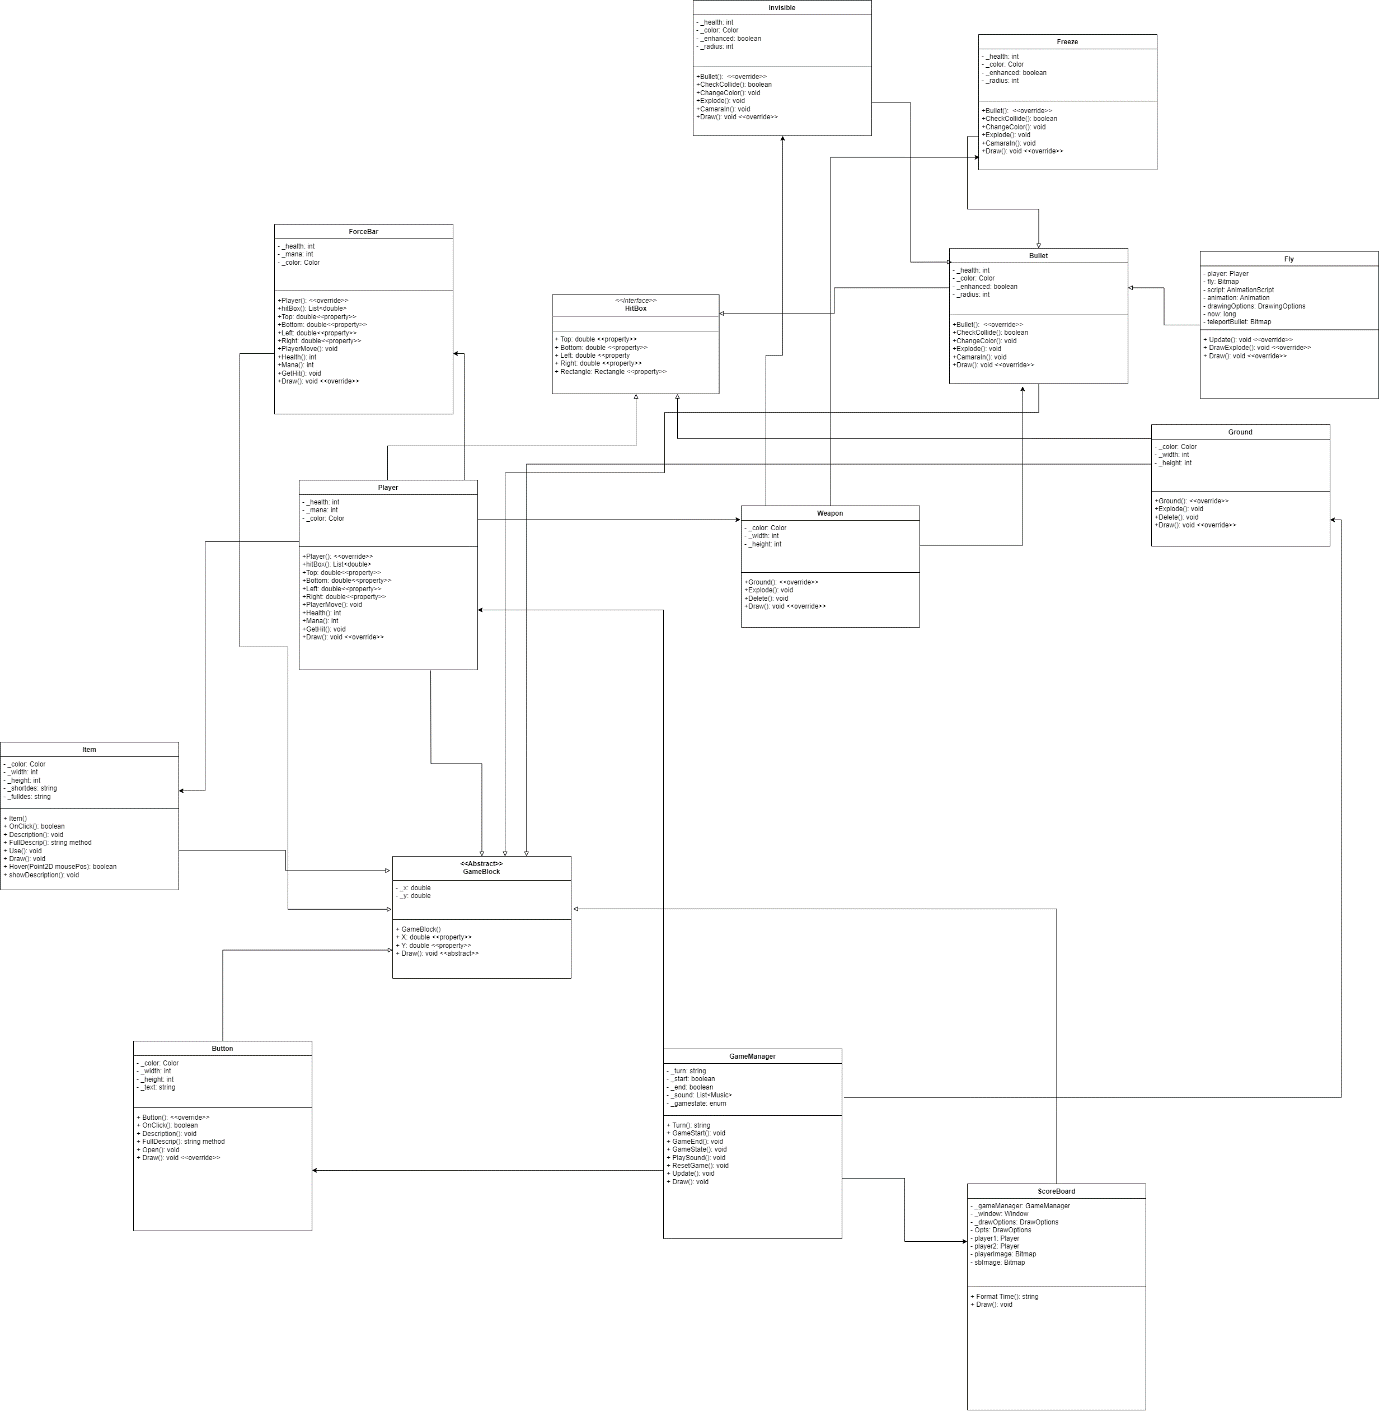 Invisible
- _health: int
- _color: Color
- _enhanced: boolean
- _radius: int
+Bullet(): <<override>>
+CheckCollide(): boolean
+ChangeColor(): void
+Explode(): void
+CamaraIn(): void
+Draw(): void <<override>>
Freeze
- _health: int
- _color: Color
- _enhanced: boolean
- _radius: int
+Bullet(): <<override>>
+CheckCollide(): boolean
+ChangeColor(): void
+Explode(): void
+CamaraIn(): void
+Draw(): void <<override>>
ForceBar
- _health: int
- _mana: int
- _color: Color
+Player(): <<override>>
+hitBox(): List<double>
+Top: double<<property>>
+Bottom: double<<property>>
+Left: double<<property>>
+Right: double<<property>>
+PlayerMove(): void
+Health(): int
+Mana(): int
+GetHit(): void
+Draw(): void <<override>>
<<Interface>>
HitBox
+ Top: double <<property>>
+ Bottom: double <<property>>
+ Left: double <<property
+ Right: double <<property>>
+ Rectangle: Rectangle <<property>>
Bullet
- _health: int
- _color: Color
- _enhanced: boolean
- _radius: int
+Bullet(): <<override>>
+CheckCollide(): boolean
+ChangeColor(): void
+Explode(): void
+CamaraIn(): void
+Draw(): void <<override>>
Fly
- player: Player
- fly: Bitmap
- script: AnimationScript
- animation: Animation
- drawingOptions: DrawingOptions
- now: long
- teleportBullet: Bitmap
+ Update(): void <<override>>
+ DrawExplode(): void <<override>>
+ Draw(): void <<override>>
Ground
- _color: Color
- _width: int
- _height: int
+Ground(): <<override>>
+Explode(): void
+Delete(): void
+Draw(): void <<override>>
Player
- _health: int
- _mana: int
- _color: Color
+Player(): <<override>>
+hitBox(): List<double>
+Top: double<<property>>
+Bottom: double<<property>>
+Left: double<<property>>
+Right: double<<property>>
+PlayerMove(): void
+Health(): int
+Mana(): int
+GetHit(): void
+Draw(): void <<override>>
Weapon
- _color: Color
- _width: int
- _height: int
+Ground(): <<override>>
+Explode(): void
+Delete(): void
+Draw(): void <<override>>
Item
- _color: Color
- _width: int
- _height: int
- _shortdes: string
- _fulldes: string
+ Item()
+ OnClick(): boolean
+ Description(): void
+ FullDescrip(): string method
+ Use(): void
+ Draw(): void
+ Hover(Point2D mousePos): boolean
+ showDescription(): void
<<Abstract>>
GameBlock
- _x: double
- _y: double
+ GameBlock()
+ X: double <<property>>
+ Y: double <<property>>
+ Draw(): void <<abstract>>
Button
- _color: Color
- _width: int
- _height: int
- _text: string
+ Button(): <<override>>
+ OnClick(): boolean
+ Description(): void
+ FullDescrip(): string method
+ Open(): void
+ Draw(): void <<override>>
GameManager
- _turn: string
- _start: boolean
- _end: boolean
- _sound: List<Music>
- _gamestate: enum
+ Turn(): string
+ GameStart(): void
+ GameEnd(): void
+ GameState(): void
+ PlaySound(): void
+ ResetGame(): void
+ Update(): void
+ Draw(): void
ScoreBoard
- _gameManager: GameManager
- _window: Window
- _drawOptions: DrawOptions
- Opts: DrawOptions
- player1: Player
- player2: Player
- playerImage: Bitmap
- sbImage: Bitmap
+ Format Time(): string
+ Draw(): void